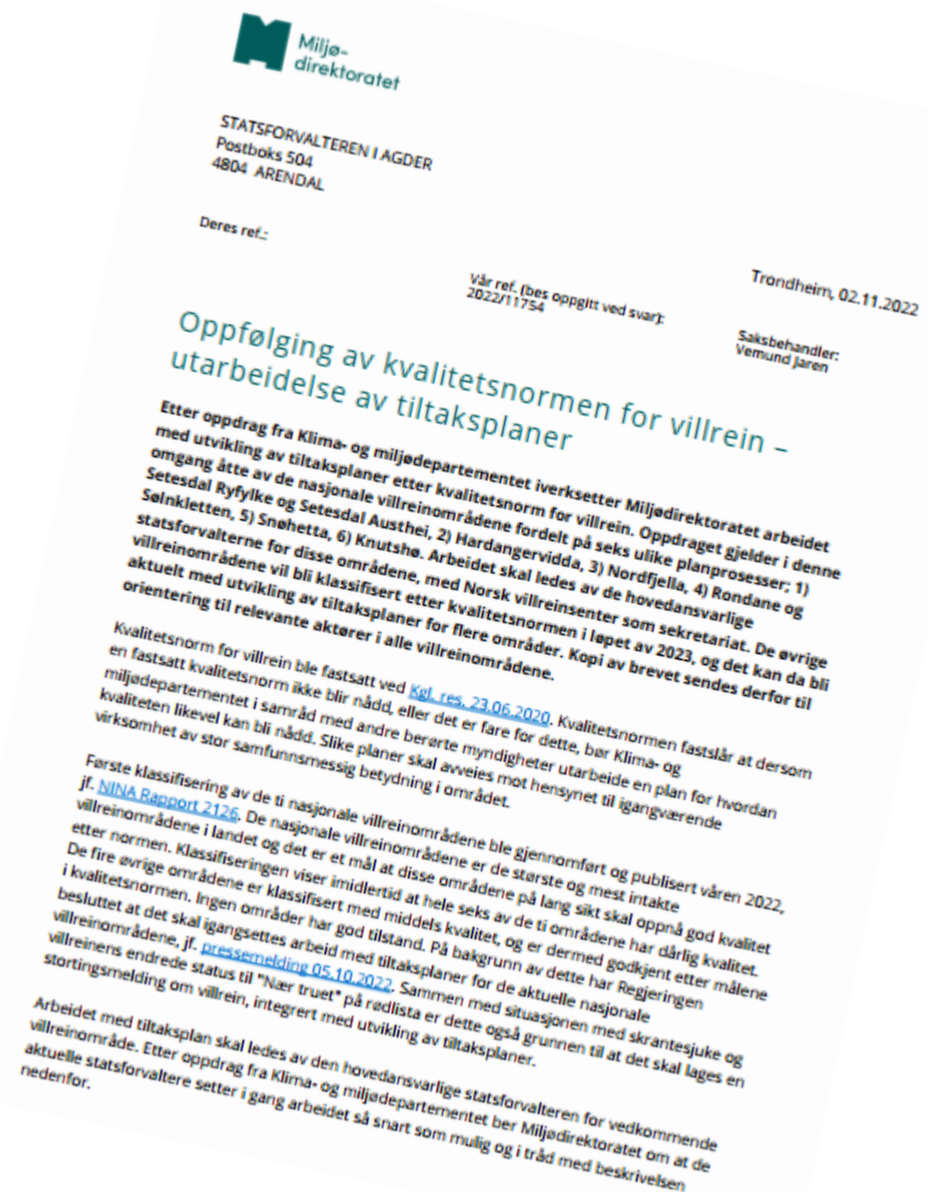 Miljø-
direktoratet
STATSFORVALTEREN I AGDER
Postboks 504
4804 ARENDAL
Deres ref.:
Vår ref. (bes oppgitt ved svar):
2022/11754
Trondheim, 02.11.2022
Saksbehandler:
Vemund Jaren
Oppfølging av kvalitetsnormen for villrein –
utarbeidelse av tiltaksplaner
Etter oppdrag fra Klima- og miljødepartementet iverksetter Miljødirektoratet arbeidet
med utvikling av tiltaksplaner etter kvalitetsnorm for villrein. Oppdraget gjelder i denne
omgang åtte av de nasjonale villreinområdene fordelt på seks ulike planprosesser; 1)
Setesdal Ryfylke og Setesdal Austhei, 2) Hardangervidda, 3) Nordfjella, 4) Rondane og
Sølnkletten, 5) Snøhetta, 6) Knutshø. Arbeidet skal ledes av de hovedansvarlige
statsforvalterne for disse områdene, med Norsk villreinsenter som sekretariat. De øvrige
villreinområdene vil bli klassifisert etter kvalitetsnormen i løpet av 2023, og det kan da bli
aktuelt med utvikling av tiltaksplaner for flere områder. Kopi av brevet sendes derfor til
orientering til relevante aktører i alle villreinområdene.
Kvalitetsnorm for villrein ble fastsatt ved Kgl. res. 23.06.2020. Kvalitetsnormen fastslår at dersom
en fastsatt kvalitetsnorm ikke blir nådd, eller det er fare for dette, bør Klima- og
miljødepartementet i samråd med andre berørte myndigheter utarbeide en plan for hvordan
kvaliteten likevel kan bli nådd. Slike planer skal avveies mot hensynet til igangværende
virksomhet av stor samfunnsmessig betydning i området.
Første klassifisering av de ti nasjonale villreinområdene ble gjennomført og publisert våren 2022,
jf. NINA Rapport 2126. De nasjonale villreinområdene er de største og mest intakte
villreinområdene i landet og det er et mål at disse områdene på lang sikt skal oppnå god kvalitet
etter normen. Klassifiseringen viser imidlertid at hele seks av de ti områdene har dårlig kvalitet.
De fire øvrige områdene er klassifisert med middels kvalitet, og er dermed godkjent etter målene
i kvalitetsnormen. Ingen områder har god tilstand. På bakgrunn av dette har Regjeringen
besluttet at det skal igangsettes arbeid med tiltaksplaner for de aktuelle nasjonale
villreinområdene, jf. pressemelding 05.10.2022. Sammen med situasjonen med skrantesjuke og
villreinens endrede status til "Nær truet" på rødlista er dette også grunnen til at det skal lages en
stortingsmelding om villrein, integrert med utvikling av tiltaksplaner.
Arbeidet med tiltaksplan skal ledes av den hovedansvarlige statsforvalteren for vedkommende
villreinområde. Etter oppdrag fra Klima- og miljødepartementet ber Miljødirektoratet om at de
aktuelle statsforvaltere setter i gang arbeidet så snart som mulig og i tråd med beskrivelsen
nedenfor.